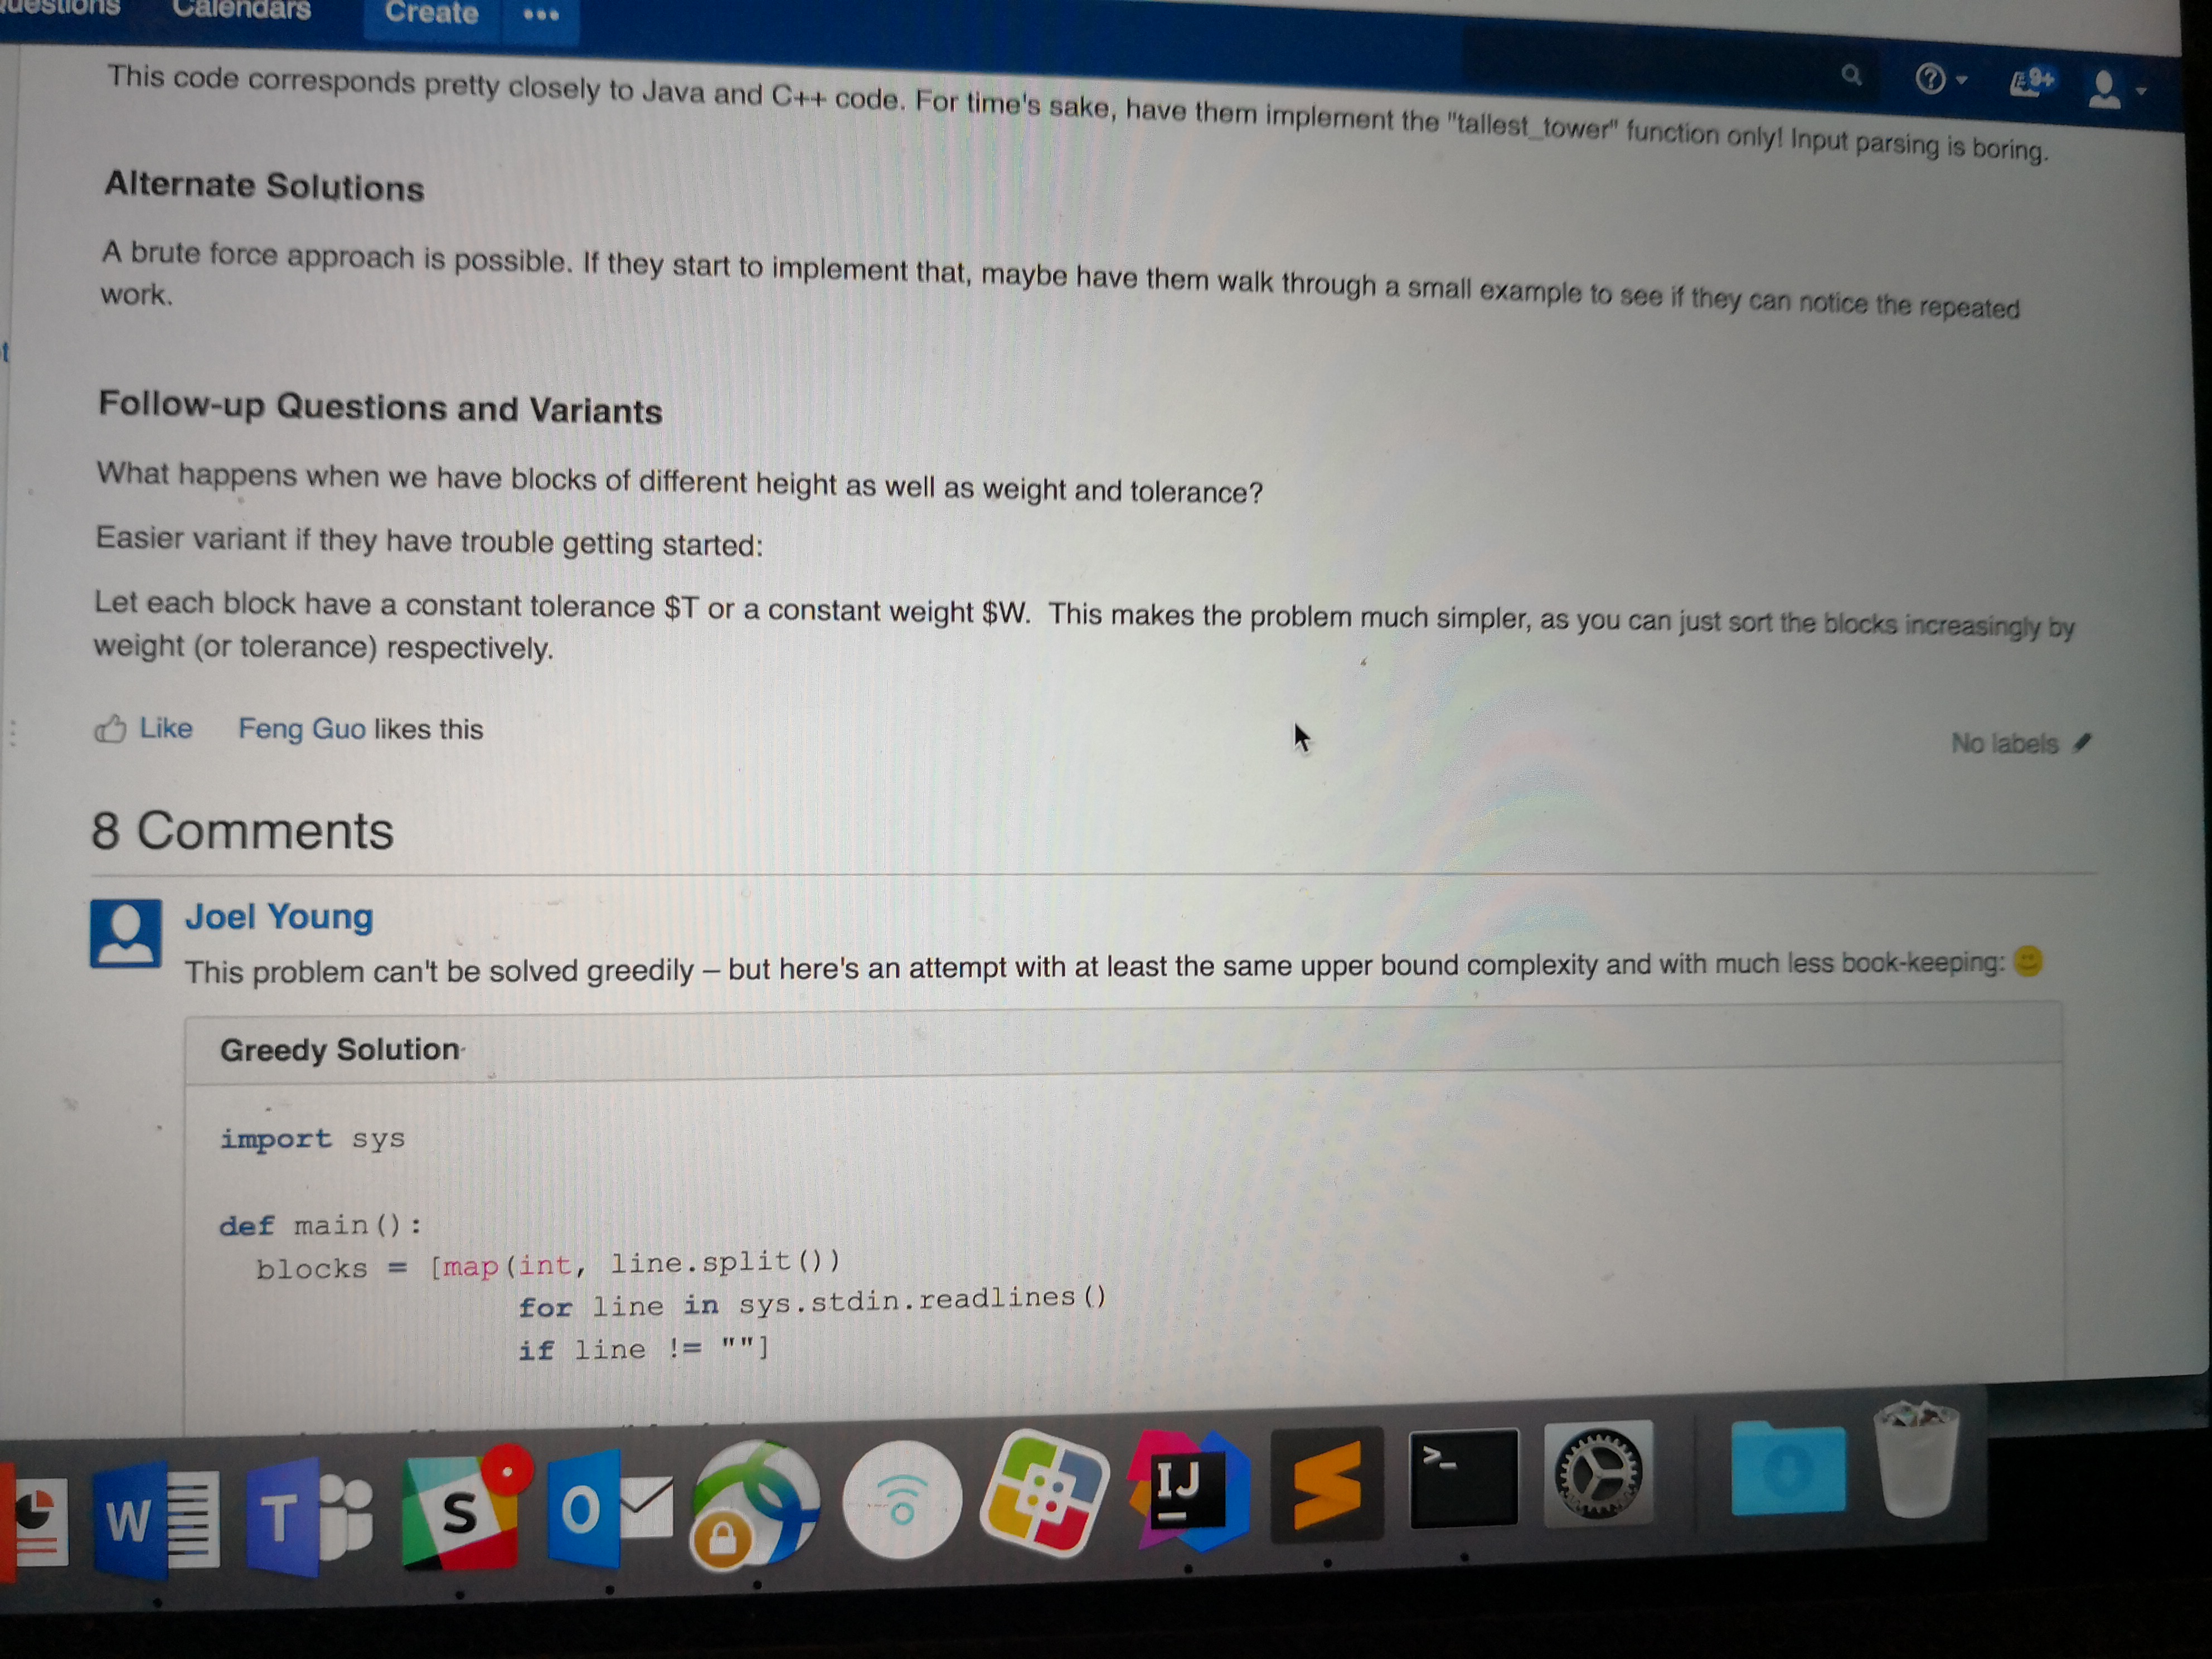 Calendars
Create
9+
This code corresponds pretty closely to Java and C++ code. For time's sake, have them implement the "tallest_tower" function only! Input parsing is boring.
Alternate Solutions
A brute force approach is possible. If they start to implement that, maybe have them walk through a small example to see if they can notice the repeated
work.
Follow-up Questions and Variants
What happens when we have blocks of different height as well as weight and tolerance?
Easier variant if they have trouble getting started:
Let each block have a constant tolerance $T or a constant weight $W. This makes the problem much simpler, as you can just sort the blocks increasingly by
weight (or tolerance) respectively.
Like Feng Guo likes this
No labels
8 Comments
Joel Young
This problem can't be solved greedily – but here's an attempt with at least the same upper bound complexity and with much less book-keeping:
Greedy Solution
import sys
def main():
blocks = [map(int, line.split())
for line in sys.stdin.readlines()
if line != ""]
W
T
S
O
IJ
>_